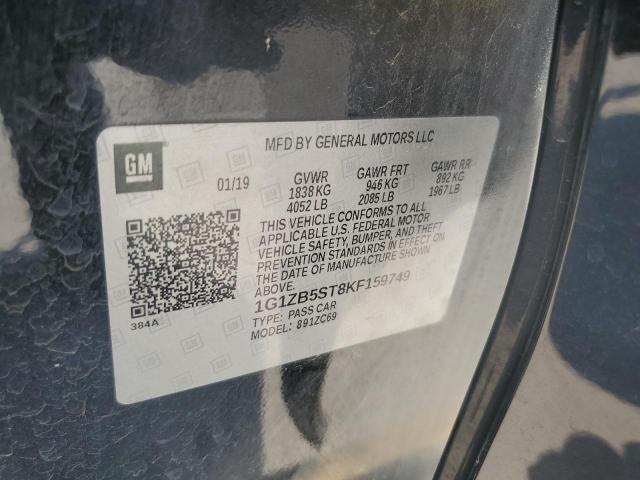 GM
MFD BY GENERAL MOTORS LLC
01/19 GVWR GAWR FRT GAWR RR
1838 KG 946 KG 892 KG
4052 LB 2085 LB 1967 LB
THIS VEHICLE CONFORMS TO ALL
APPLICABLE U.S. FEDERAL MOTOR
VEHICLE SAFETY, BUMPER, AND THEFT
PREVENTION STANDARDS IN EFFECT ON
THE DATE OF MANUFACTURE SHOWN
ABOVE.
1G1ZB5ST8KF159749
TYPE: PASS CAR
MODEL: 891ZC69
384A